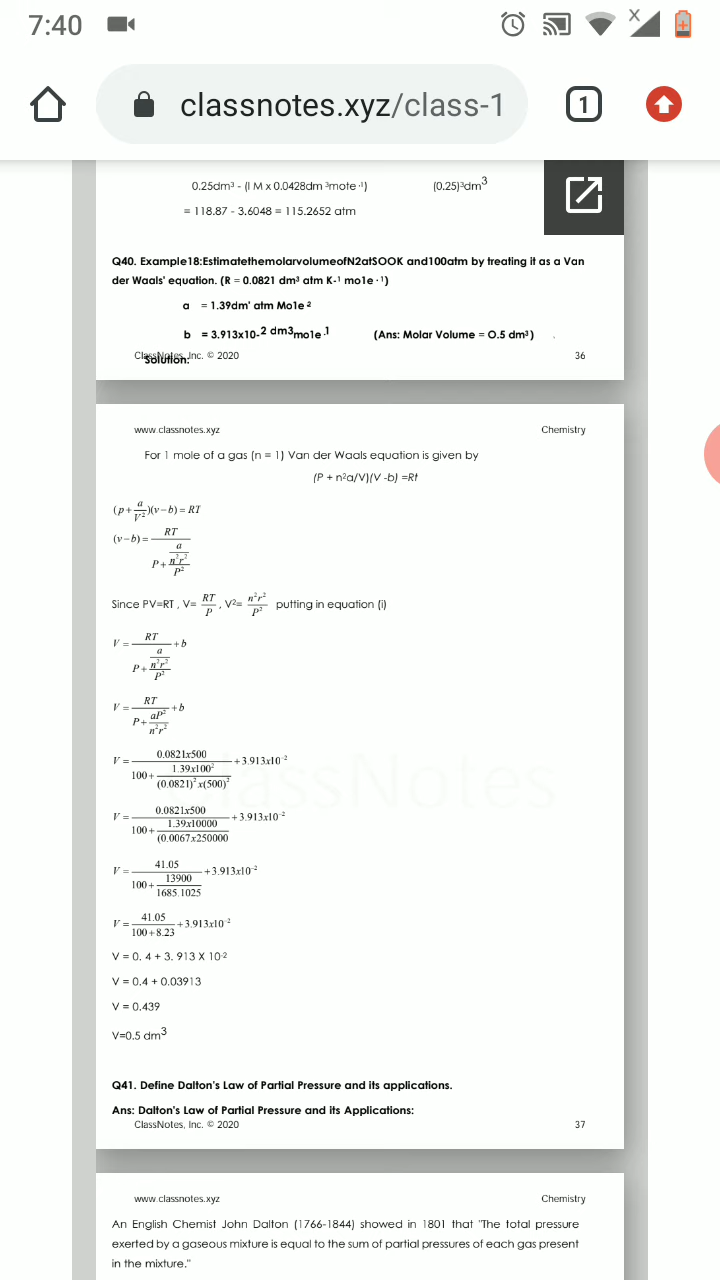 7:40
classnotes.xyz/class-1
1
0.25dm³ - (I M x 0.0428dm ³mote ·¹) (0.25)³dm³
= 118.87 - 3.6048 = 115.2652 atm
Q40. Example18:EstimatethemolarvolumeofN2atSOOK and100atm by treating it as a Van
der Waals' equation. (R = 0.0821 dm³ atm K-¹ mo1e · ¹)
a = 1.39dm' atm Mo1e ²
b = 3.913x10-2 dm3mo1e .1 (Ans: Molar Volume = O.5 dm³)
Solution:
ClassNotes, Inc. © 2020 36
www.classnotes.xyz Chemistry
For 1 mole of a gas (n = 1) Van der Waals equation is given by
(P + n²a/V)(V -b) =Rt
(p + a/V²)(v − b) = RT
(v − b) = RT / (P + a/(n²r²/P²))
Since PV=RT , V= RT/P , V²= n²r²/P² putting in equation (i)
V = RT / (P + a/(n²r²/P²)) + b
V = RT / (P + aP²/n²r²) + b
V = 0.0821x500 / (100 + 1.39x100²/(0.0821)²x(500)²) + 3.913x10⁻²
V = 0.0821x500 / (100 + 1.39x10000/(0.0067x250000) + 3.913x10⁻²
V = 41.05 / (100 + 13900/1685.1025) + 3.913x10⁻²
V = 41.05 / (100 + 8.23) + 3.913x10⁻²
V = 0. 4 + 3. 913 X 10-2
V = 0.4 + 0.03913
V = 0.439
V=0.5 dm³
ClassNotes
Q41. Define Dalton's Law of Partial Pressure and its applications.
Ans: Dalton's Law of Partial Pressure and its Applications:
ClassNotes, Inc. © 2020 37
www.classnotes.xyz Chemistry
An English Chemist John Dalton (1766-1844) showed in 1801 that "The total pressure
exerted by a gaseous mixture is equal to the sum of partial pressures of each gas present
in the mixture."